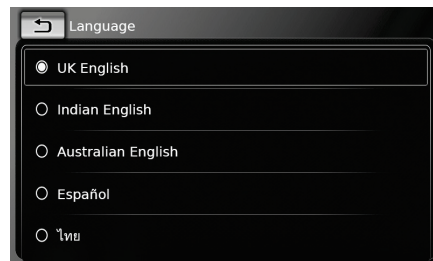 Language
UK English
Indian English
Australian English
Español
ไทย